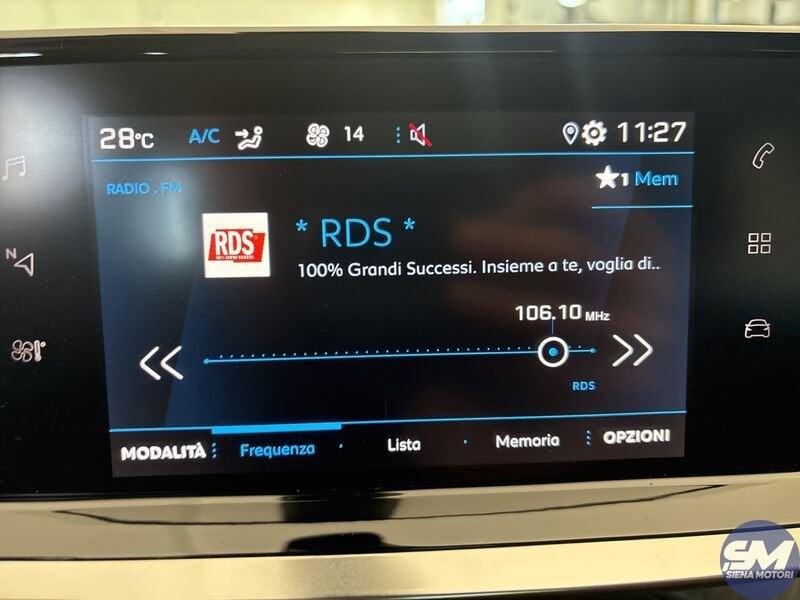 28°C A/C 14 11:27
RADIO . FM
1 Mem
RDS
* RDS *
100% Grandi Successi. Insieme a te, voglia di..
106.10 MHz
RDS
MODALITÀ Frequenza Lista Memoria OPZIONI
N
SM
SIENA MOTORI